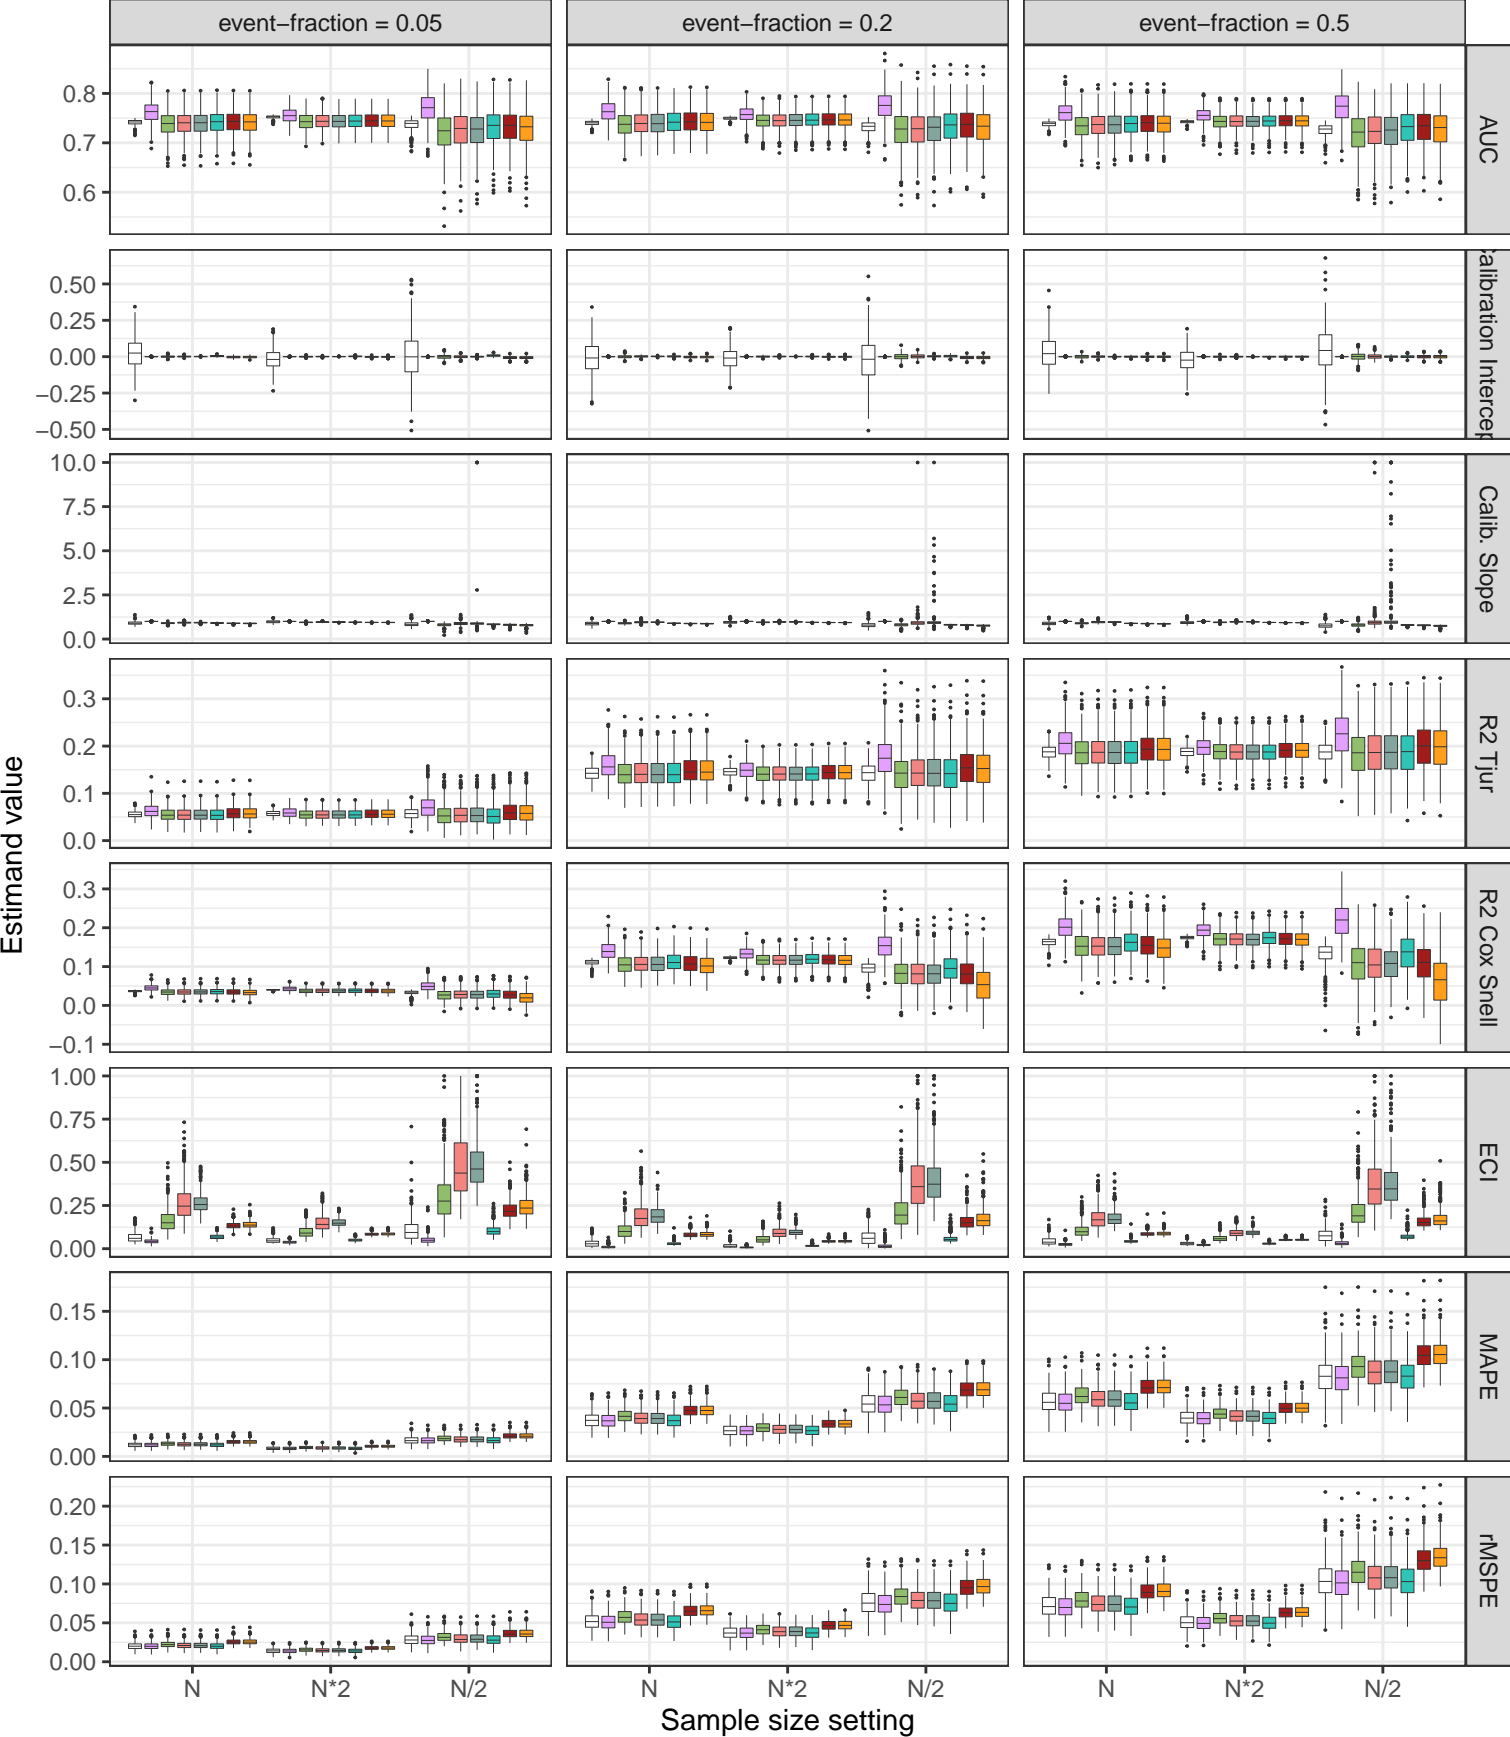 event−fraction = 0.05
event−fraction = 0.2
event−fraction = 0.5
0.8
0.7
0.6
AUC
0.50
0.25
0.00
−0.25
−0.50
alibration Intercep
10.0
7.5
5.0
2.5
0.0
Calib. Slope
0.3
0.2
0.1
0.0
R2 Tjur
0.3
0.2
0.1
0.0
−0.1
R2 Cox Snell
1.00
0.75
0.50
0.25
0.00
ECI
0.15
0.10
0.05
0.00
MAPE
0.20
0.15
0.10
0.05
0.00
rMSPE
Estimand value
N
N*2
N/2
N
N*2
N/2
N
N*2
N/2
Sample size setting